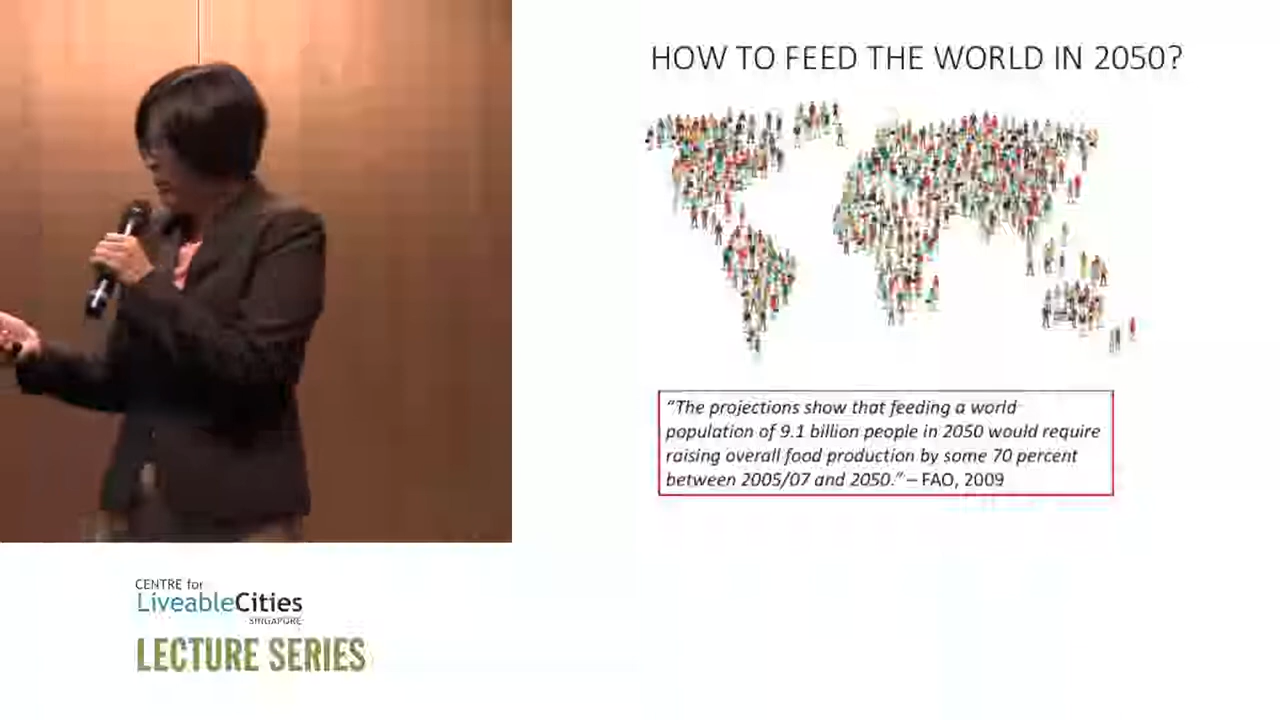 HOW TO FEED THE WORLD IN 2050?
"The projections show that feeding a world
population of 9.1 billion people in 2050 would require
raising overall food production by some 70 percent
between 2005/07 and 2050." – FAO, 2009
CENTRE for
LiveableCities
SINGAPORE
LECTURE SERIES